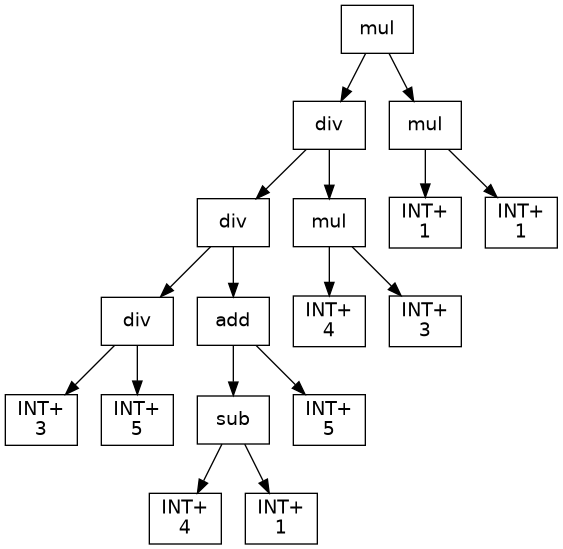 mul
div
mul
div
mul
INT+
1
INT+
1
div
add
INT+
4
INT+
3
INT+
3
INT+
5
sub
INT+
5
INT+
4
INT+
1